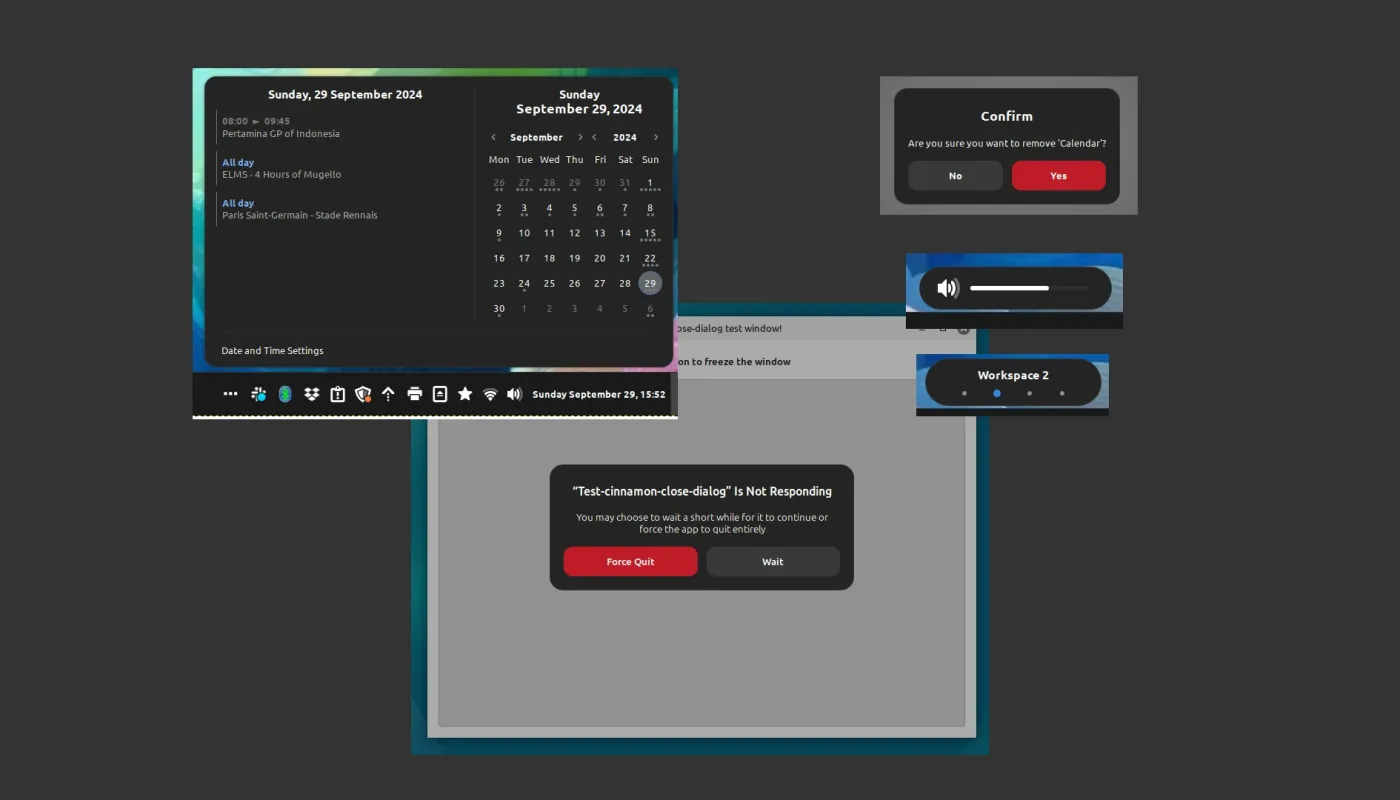 Sunday, 29 September 2024
08:00 ► 09:45
Pertamina GP of Indonesia
All day
ELMS - 4 Hours of Mugello
All day
Paris Saint-Germain - Stade Rennais
Sunday
September 29, 2024
September 2024
Mon Tue Wed Thu Fri Sat Sun
26 27 28 29 30 31 1
2 3 4 5 6 7 8
9 10 11 12 13 14 15
16 17 18 19 20 21 22
23 24 25 26 27 28 29
30 1 2 3 4 5 6
Date and Time Settings
Sunday September 29, 15:52
Confirm
Are you sure you want to remove 'Calendar'?
No Yes
Workspace 2
ose-dialog test window!
on to freeze the window
“Test-cinnamon-close-dialog” Is Not Responding
You may choose to wait a short while for it to continue or
force the app to quit entirely
Force Quit Wait